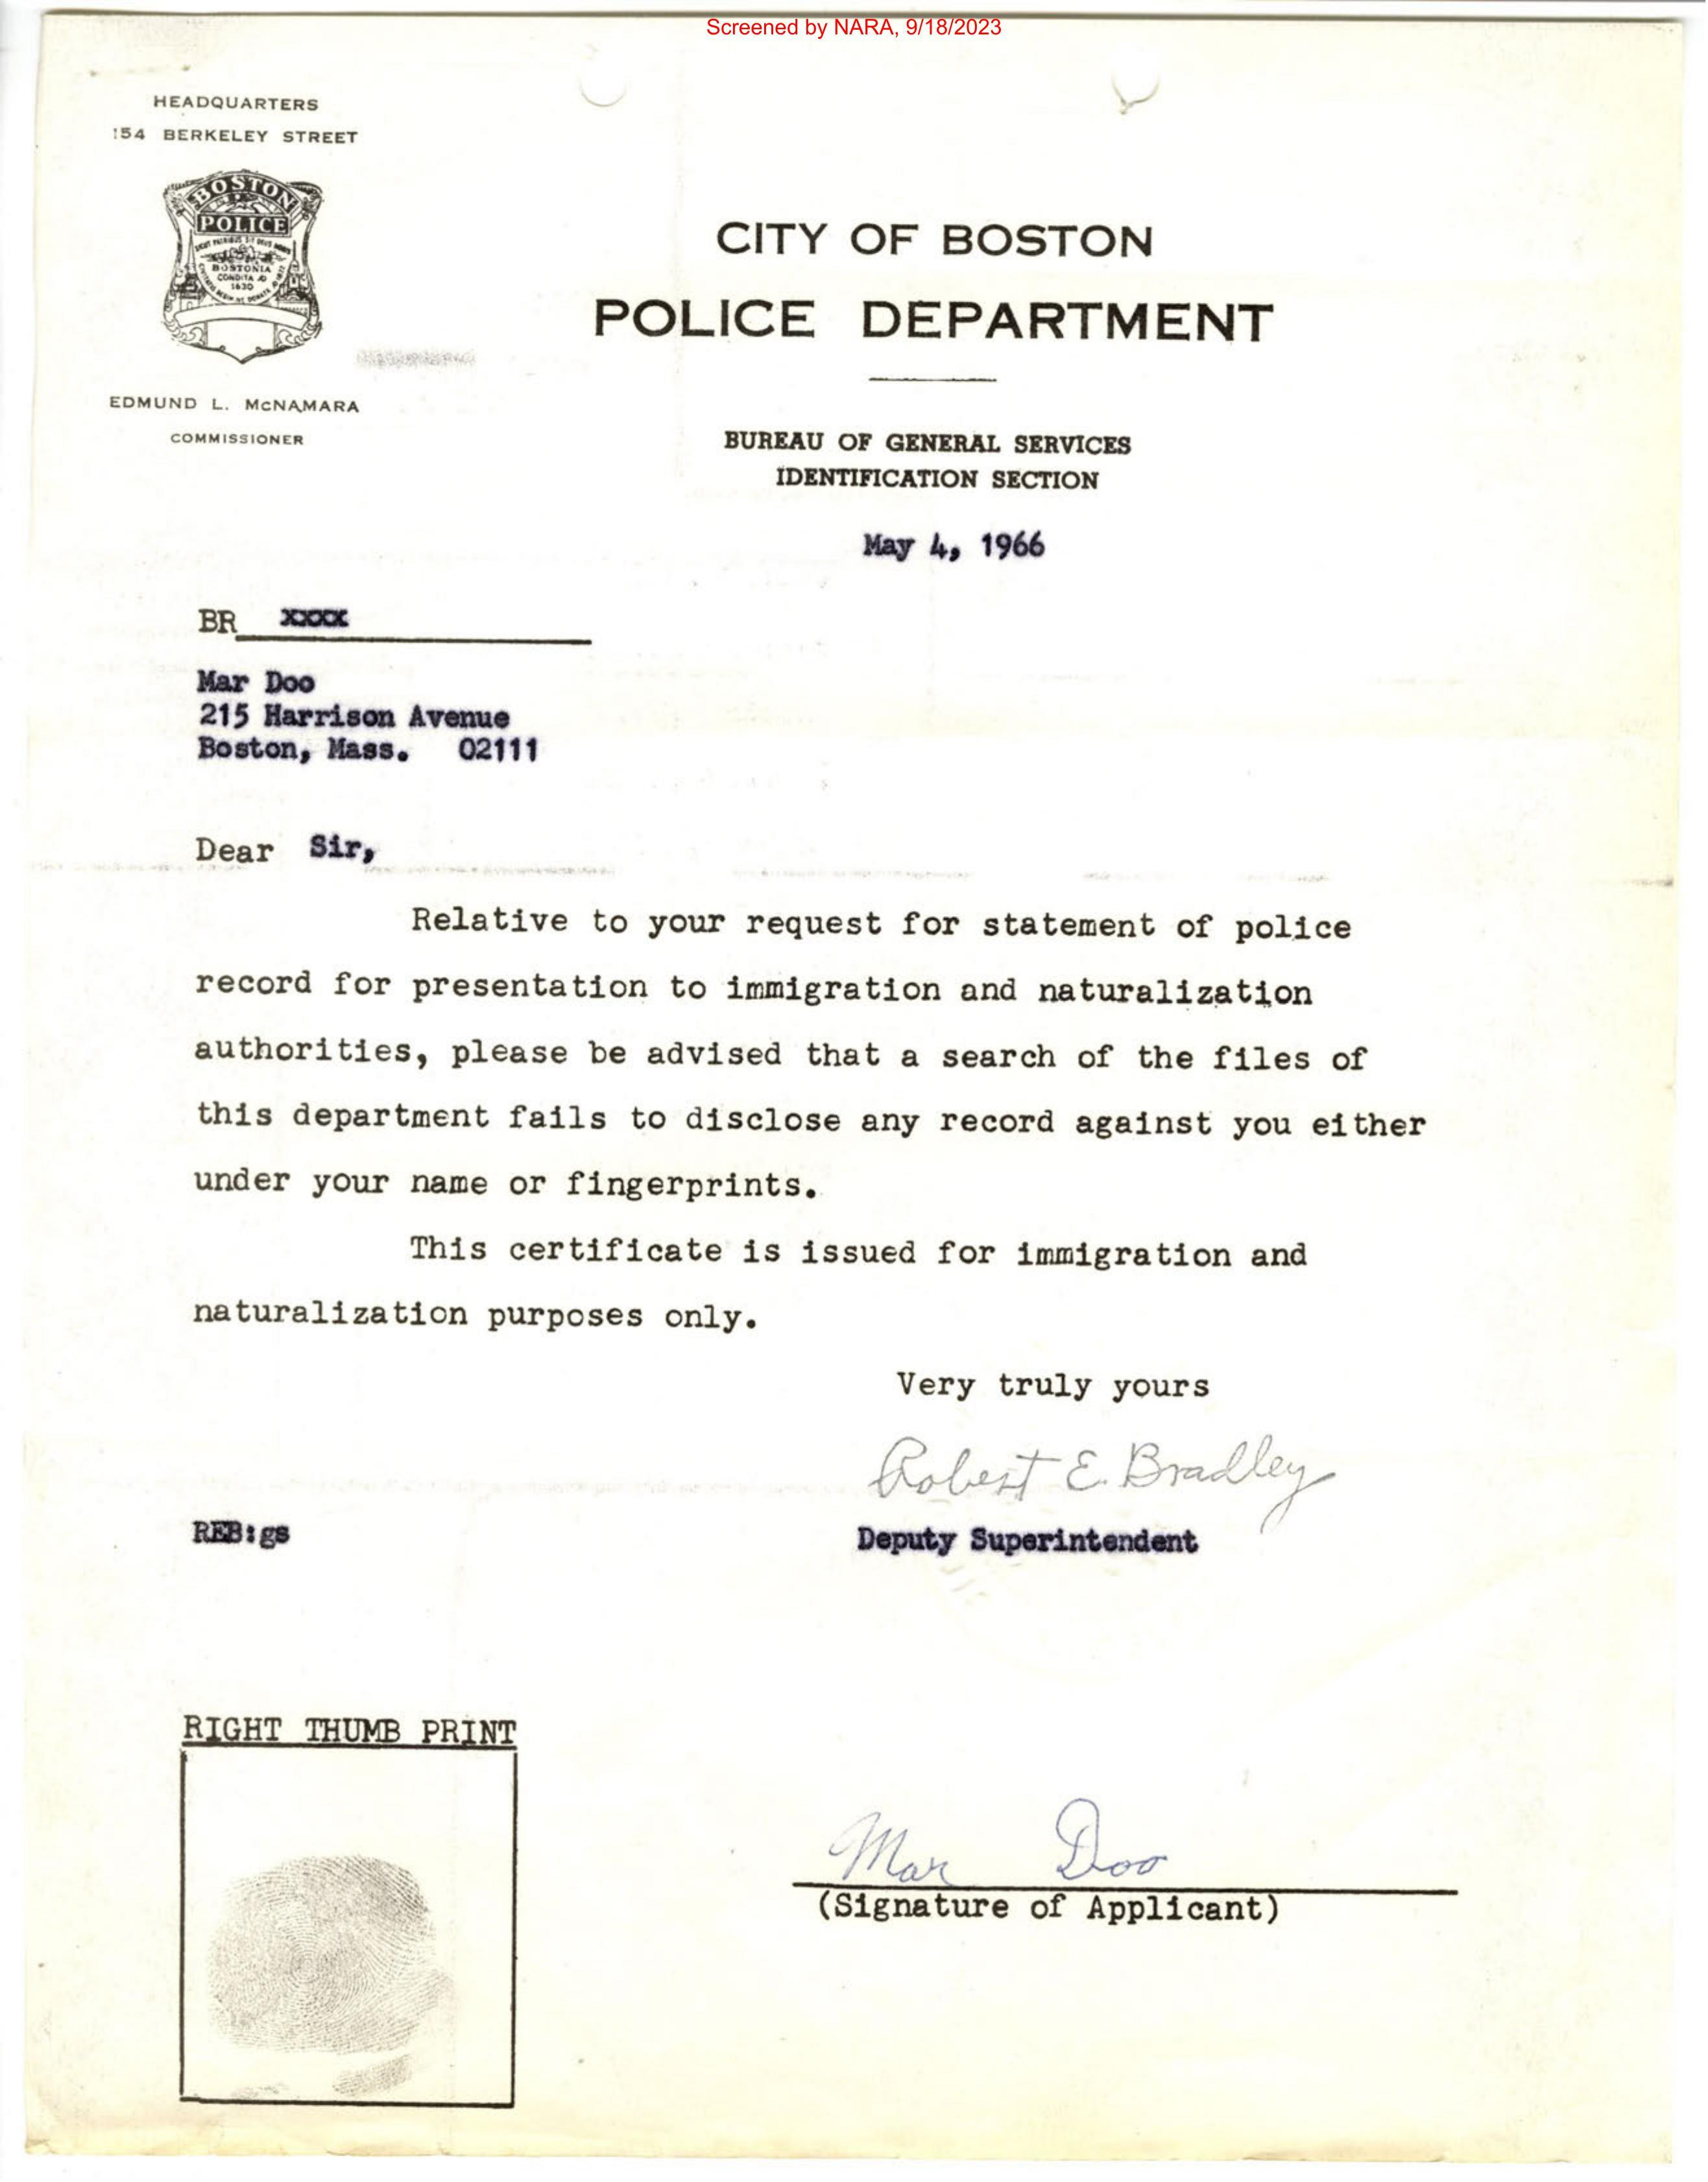 Screened by NARA, 9/18/2023
HEADQUARTERS
154 BERKELEY STREET
BOSTON
POLICE
BOSTONIA
CONDITA AD
1630
EDMUND L. McNAMARA
COMMISSIONER
CITY OF BOSTON
POLICE DEPARTMENT
BUREAU OF GENERAL SERVICES
IDENTIFICATION SECTION
May 4, 1966
BR xxxx
Mar Doo
215 Harrison Avenue
Boston, Mass. 02111
Dear Sir,
Relative to your request for statement of police
record for presentation to immigration and naturalization
authorities, please be advised that a search of the files of
this department fails to disclose any record against you either
under your name or fingerprints.
This certificate is issued for immigration and
naturalization purposes only.
Very truly yours
Robert E. Bradley
REB:gs
Deputy Superintendent
RIGHT THUMB PRINT
Mar Doo
(Signature of Applicant)